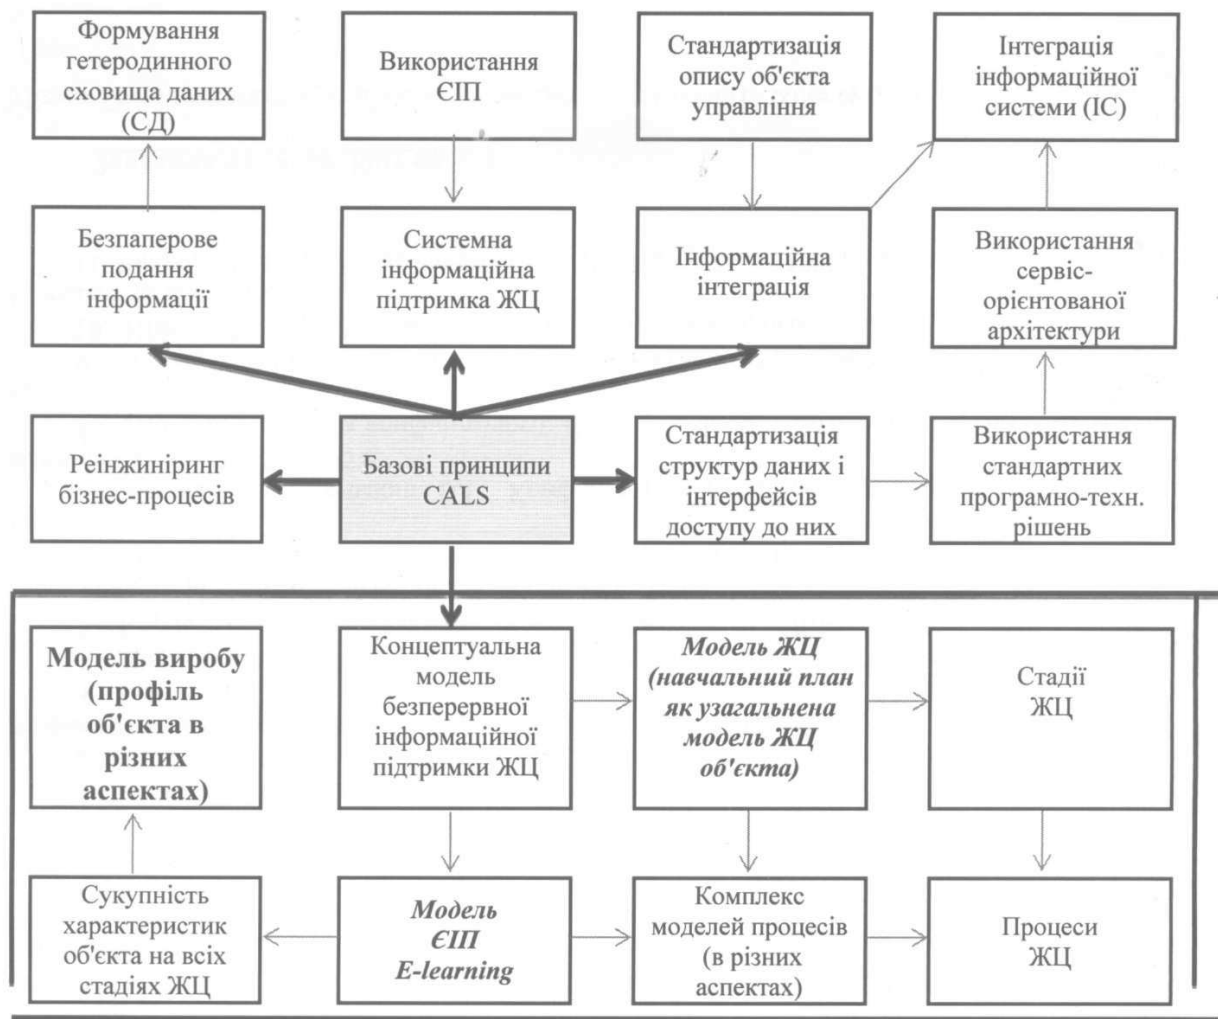 Формування
гетеродинного
сховища даних
(СД)
Використання
ЄІП
Стандартизація
опису об'єкта
управління
Інтеграція
інформаційної
системи (ІС)
Безпаперове
подання
інформації
Системна
інформаційна
підтримка ЖЦ
Інформаційна
інтеграція
Використання
сервіс-
орієнтованої
архітектури
Реінжиніринг
бізнес-процесів
Базові принципи
CALS
Стандартизація
структур даних і
інтерфейсів
доступу до них
Використання
стандартних
програмно-техн.
рішень
Модель виробу
(профіль
об'єкта в
різних
аспектах)
Концептуальна
модель
безперервної
інформаційної
підтримки ЖЦ
Модель ЖЦ
(навчальний план
як узагальнена
модель ЖЦ
об'єкта)
Стадії
ЖЦ
Сукупність
характеристик
об'єкта на всіх
стадіях ЖЦ
Модель
ЄІП
E-learning
Комплекс
моделей процесів
(в різних
аспектах)
Процеси
ЖЦ